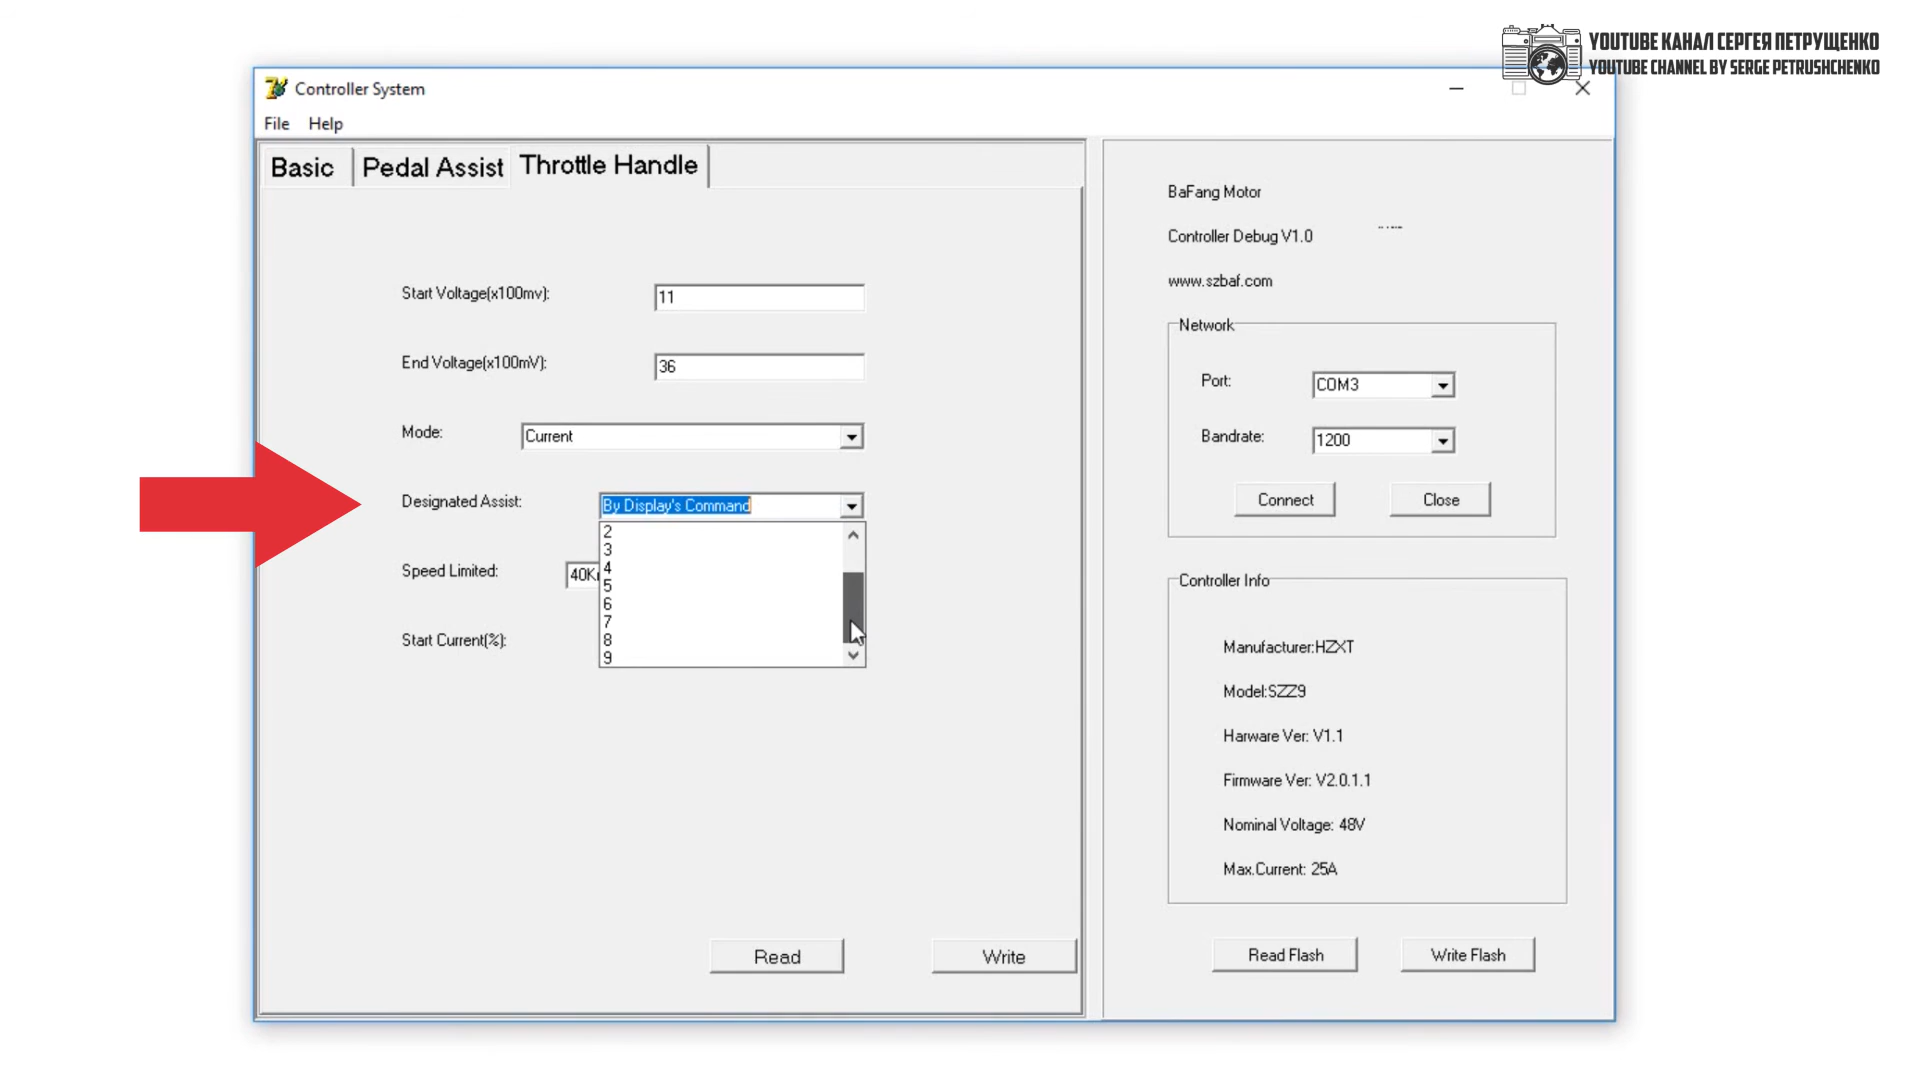 YOUTUBE КАНАЛ СЕРГЕЯ ПЕТРУЩЕНКО
YOUTUBE CHANNEL BY SERGE PETRUSHCHENKO
Controller System
File Help
Basic Pedal Assist Throttle Handle
Start Voltage(x100mv): 11
End Voltage(x100mV): 36
Mode: Current
Designated Assist: By Display's Command
2
3
4
5
6
7
8
9
Speed Limited: 40K
Start Current(%):
Read Write
BaFang Motor
Controller Debug V1.0
www.szbaf.com
Network
Port: COM3
Bandrate: 1200
Connect Close
Controller Info
Manufacturer:HZXT
Model:SZZ9
Harware Ver: V1.1
Firmware Ver: V2.0.1.1
Nominal Voltage: 48V
Max.Current: 25A
Read Flash Write Flash